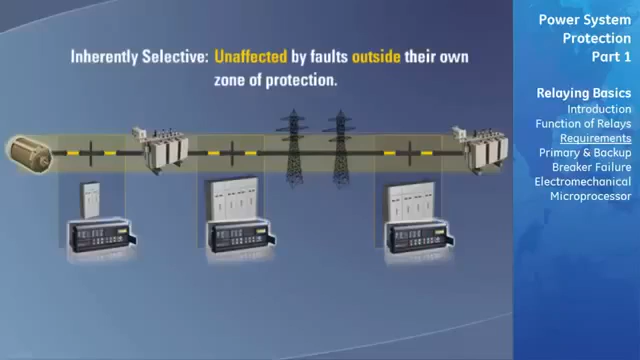 Inherently Selective: Unaffected by faults outside their own
zone of protection.
Power System
Protection
Part 1
Relaying Basics
Introduction
Function of Relays
Requirements
Primary & Backup
Breaker Failure
Electromechanical
Microprocessor